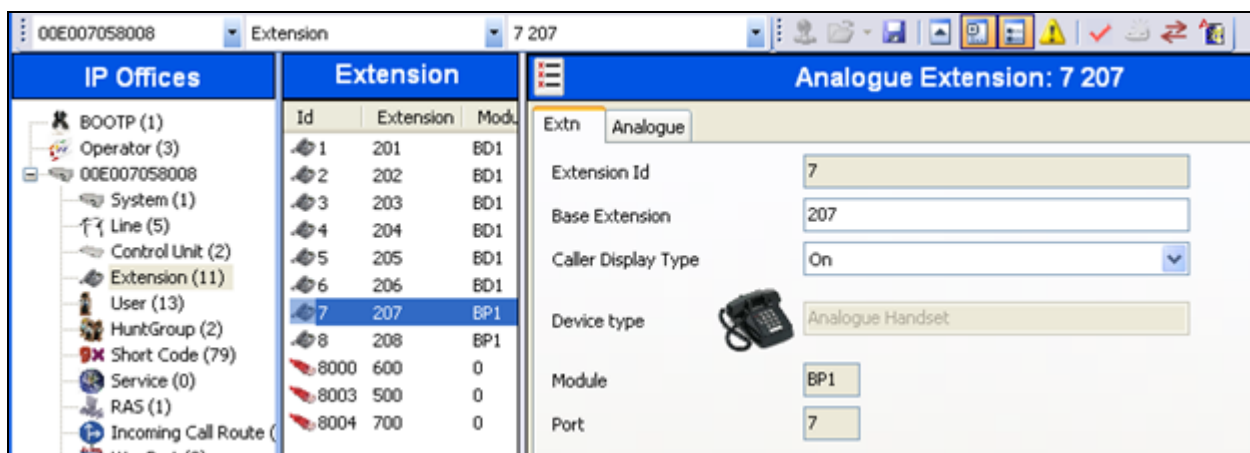 00E007058008 Extension 7 207
IP Offices
BOOTP (1)
Operator (3)
00E007058008
System (1)
Line (5)
Control Unit (2)
Extension (11)
User (13)
HuntGroup (2)
Short Code (79)
Service (0)
RAS (1)
Incoming Call Route (
Extension
Id Extension Modu
1 201 BD1
2 202 BD1
3 203 BD1
4 204 BD1
5 205 BD1
6 206 BD1
7 207 BP1
8 208 BP1
8000 600 0
8003 500 0
8004 700 0
Analogue Extension: 7 207
Extn Analogue
Extension Id 7
Base Extension 207
Caller Display Type On
Device type Analogue Handset
Module BP1
Port 7